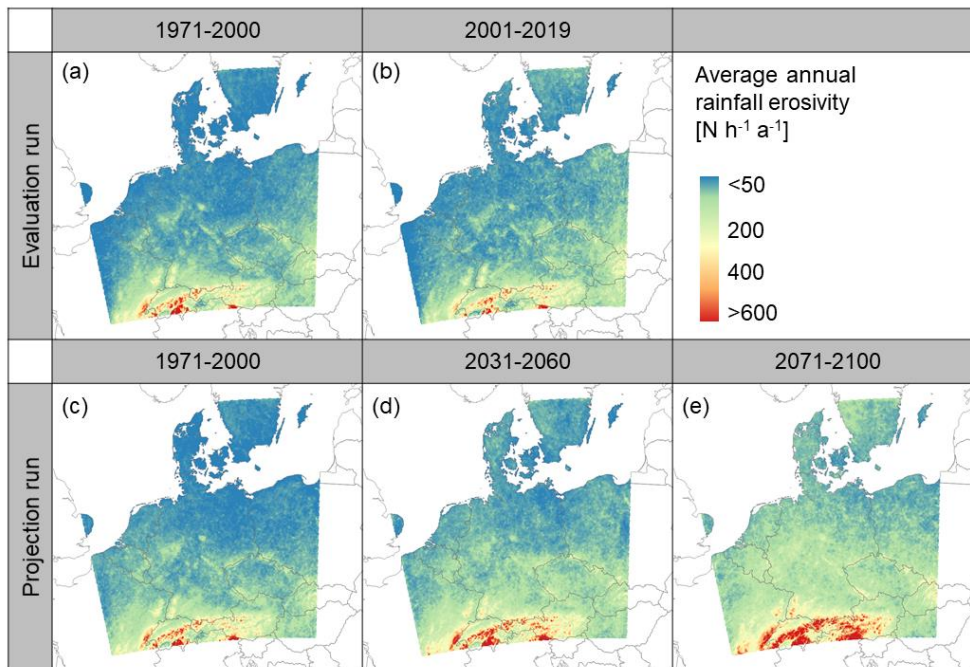 1971-2000
2001-2019
Evaluation run
(a)
(b)
Average annual
rainfall erosivity
[N h⁻¹ a⁻¹]
<50
200
400
>600
1971-2000
2031-2060
2071-2100
Projection run
(c)
(d)
(e)